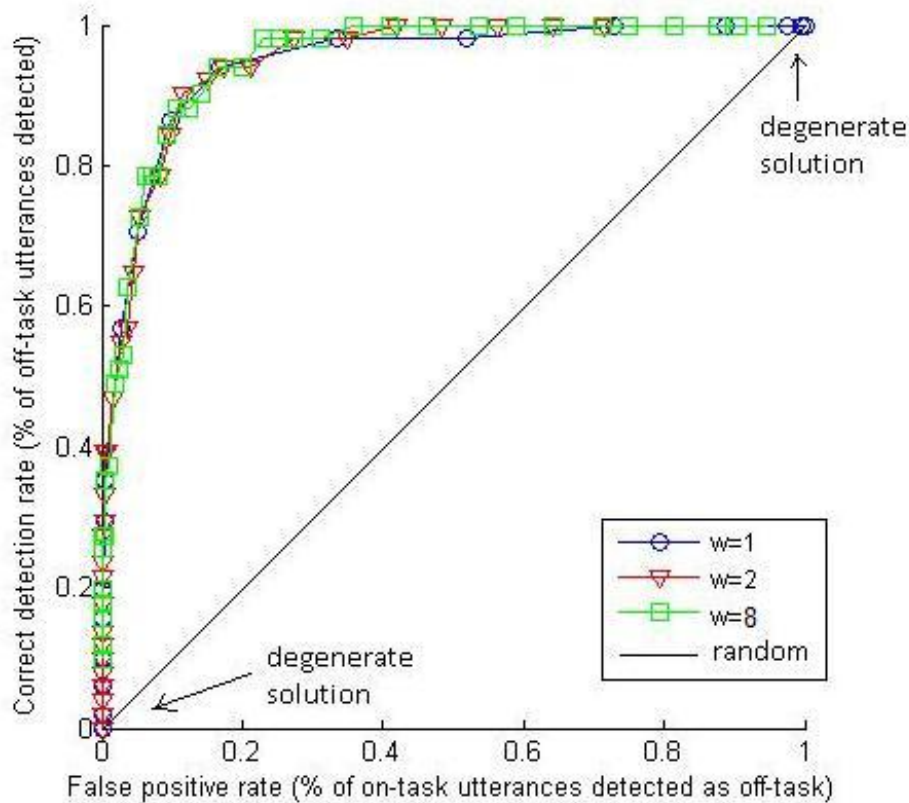 1
0.8
0.6
0.4
0.2
0
0
0.2
0.4
0.6
0.8
1
Correct detection rate (% of off-task utterances detected)
False positive rate (% of on-task utterances detected as off-task)
degenerate
solution
degenerate
solution
w=1
w=2
w=8
random